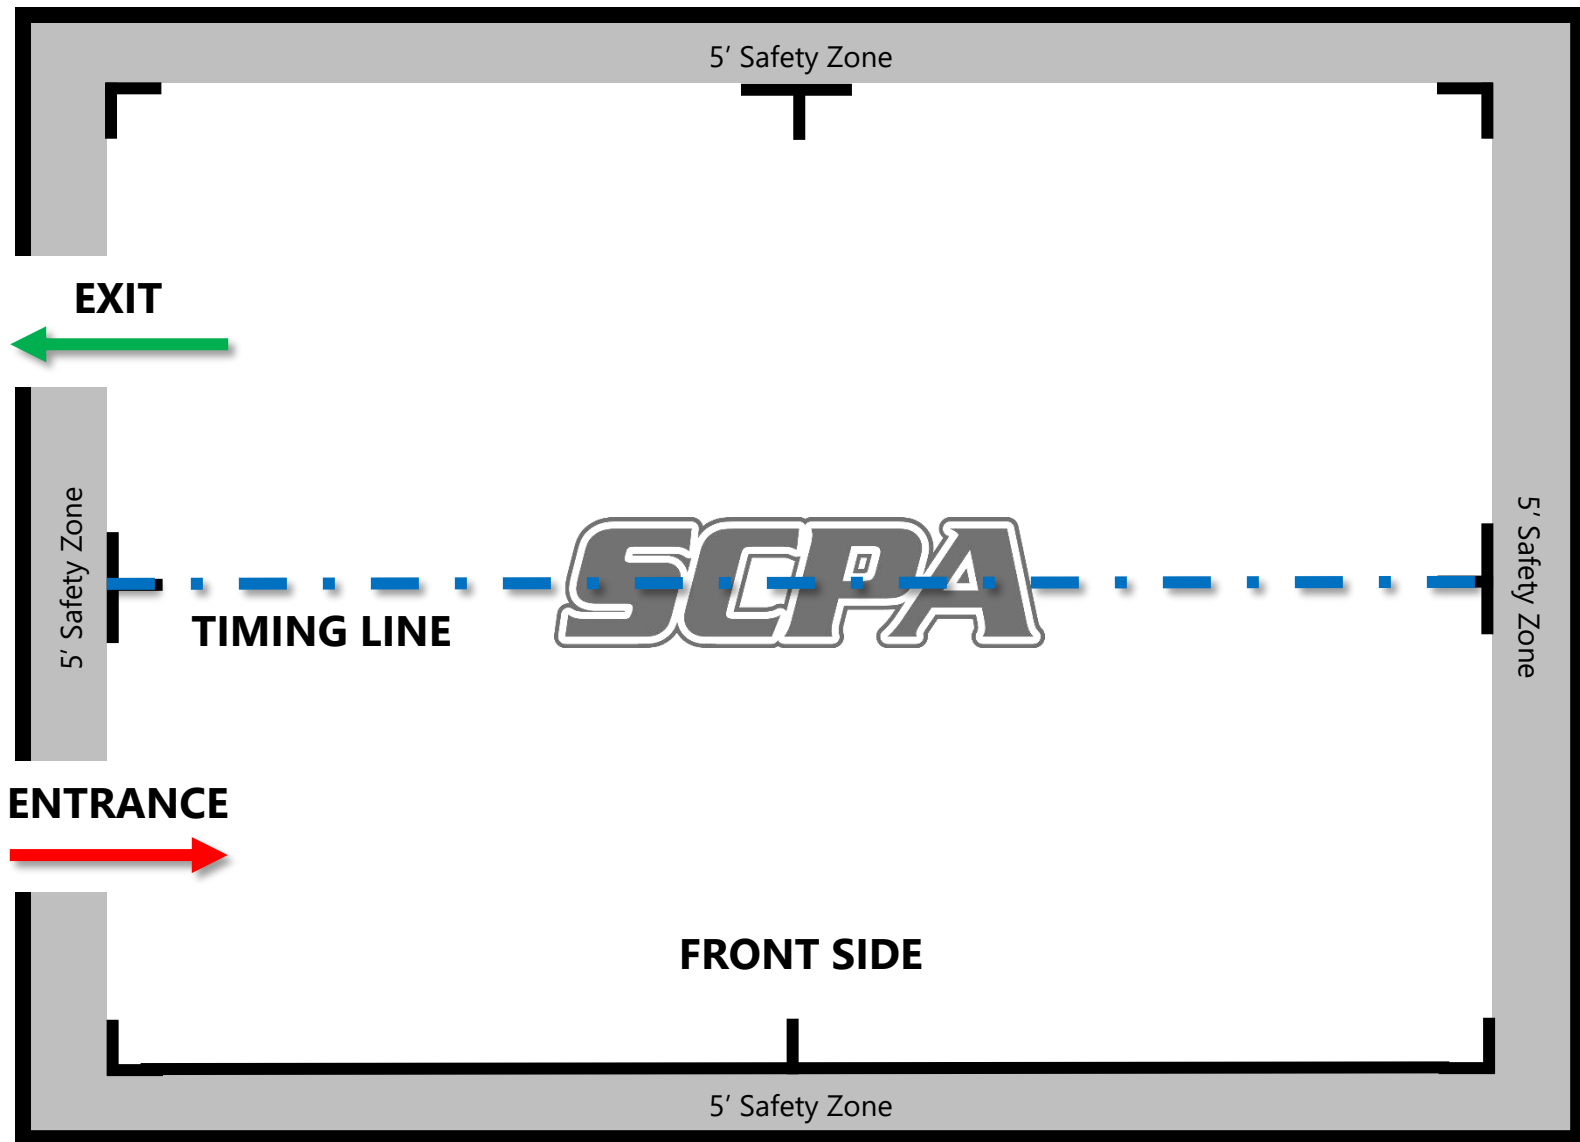 5′ Safety Zone
EXIT
5′ Safety Zone
SCPA
5′ Safety Zone
TIMING LINE
ENTRANCE
FRONT SIDE
5′ Safety Zone